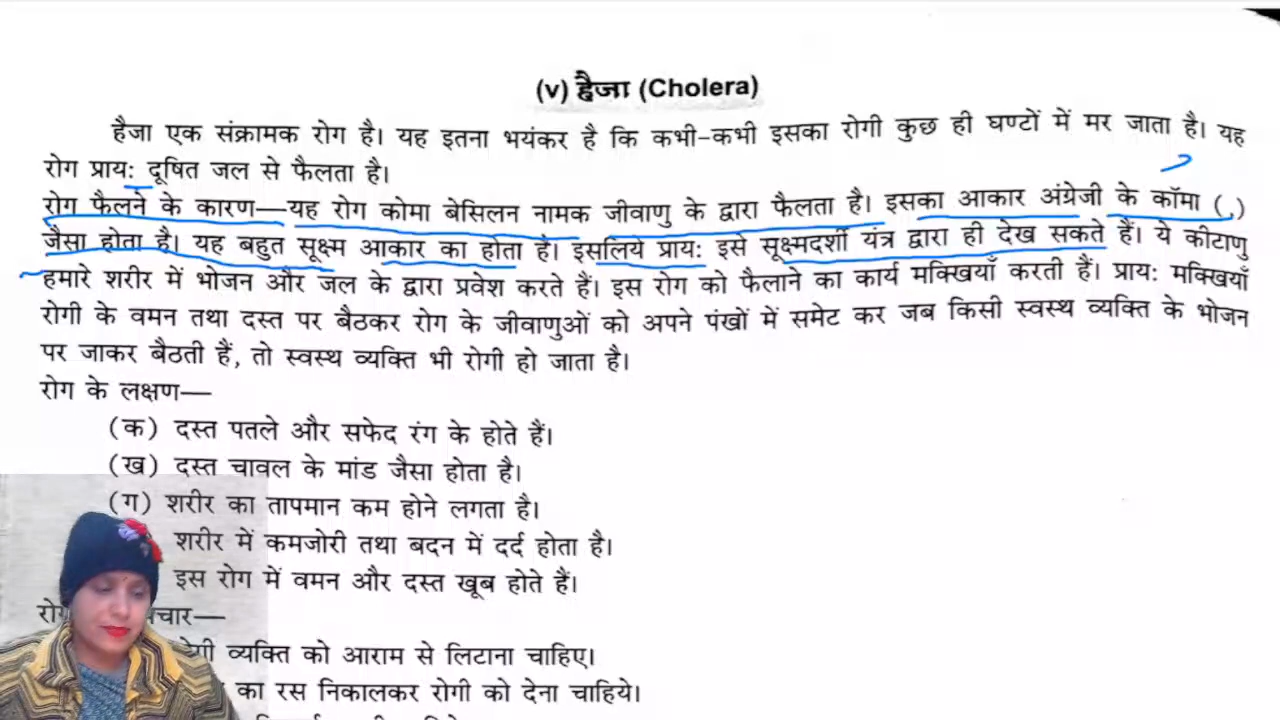 (v) हैजा (Cholera)
हैजा एक संक्रामक रोग है। यह इतना भयंकर है कि कभी-कभी इसका रोगी कुछ ही घण्टों में मर जाता है। यह
रोग प्राय: दूषित जल से फैलता है।
रोग फैलने के कारण—यह रोग कोमा बेसिलन नामक जीवाणु के द्वारा फैलता है। इसका आकार अंग्रेजी के कॉमा (,)
जैसा होता है। यह बहुत सूक्ष्म आकार का होता है। इसलिये प्राय: इसे सूक्ष्मदर्शी यंत्र द्वारा ही देख सकते हैं। ये कीटाणु
हमारे शरीर में भोजन और जल के द्वारा प्रवेश करते हैं। इस रोग को फैलाने का कार्य मक्खियाँ करती हैं। प्राय: मक्खियाँ
रोगी के वमन तथा दस्त पर बैठकर रोग के जीवाणुओं को अपने पंखों में समेट कर जब किसी स्वस्थ व्यक्ति के भोजन
पर जाकर बैठती हैं, तो स्वस्थ व्यक्ति भी रोगी हो जाता है।
रोग के लक्षण—
(क) दस्त पतले और सफेद रंग के होते हैं।
(ख) दस्त चावल के मांड जैसा होता है।
(ग) शरीर का तापमान कम होने लगता है।
शरीर में कमजोरी तथा बदन में दर्द होता है।
इस रोग में वमन और दस्त खूब होते हैं।
व्यक्ति को आराम से लिटाना चाहिए।
का रस निकालकर रोगी को देना चाहिये।